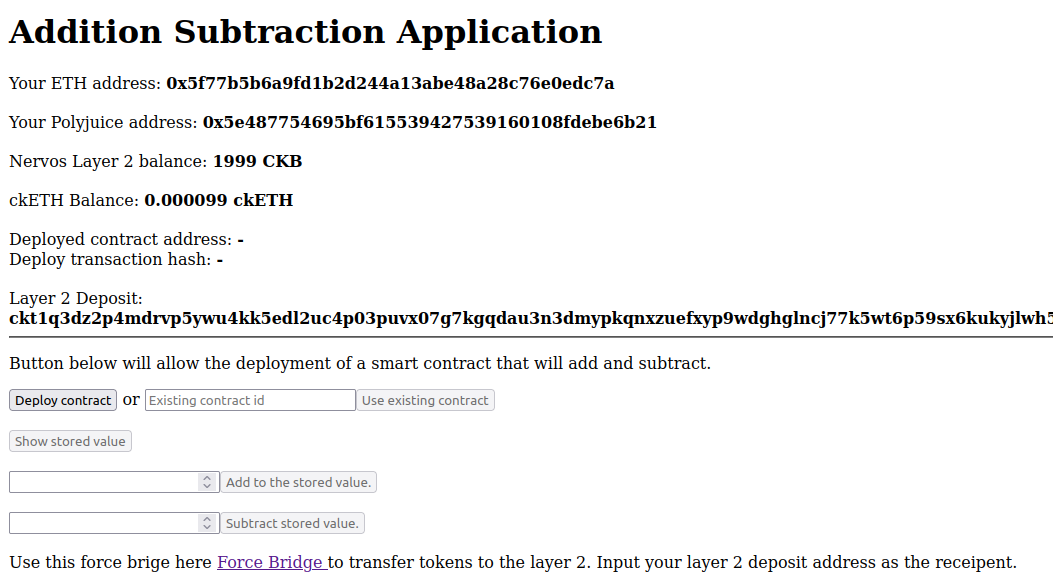 Addition Subtraction Application
Your ETH address: 0x5f77b5b6a9fd1b2d244a13abe48a28c76e0edc7a
Your Polyjuice address: 0x5e487754695bf615539427539160108fdebe6b21
Nervos Layer 2 balance: 1999 CKB
ckETH Balance: 0.000099 ckETH
Deployed contract address: -
Deploy transaction hash: -
Layer 2 Deposit:
ckt1q3dz2p4mdrvp5ywu4kk5edl2uc4p03puvx07g7kgqdau3n3dmypkqnxzuefxyp9wdghglncj77k5wt6p59sx6kukyjlwh5
Button below will allow the deployment of a smart contract that will add and subtract.
Deploy contract or Existing contract id Use existing contract
Show stored value
Add to the stored value.
Subtract stored value.
Use this force brige here Force Bridge to transfer tokens to the layer 2. Input your layer 2 deposit address as the receipent.